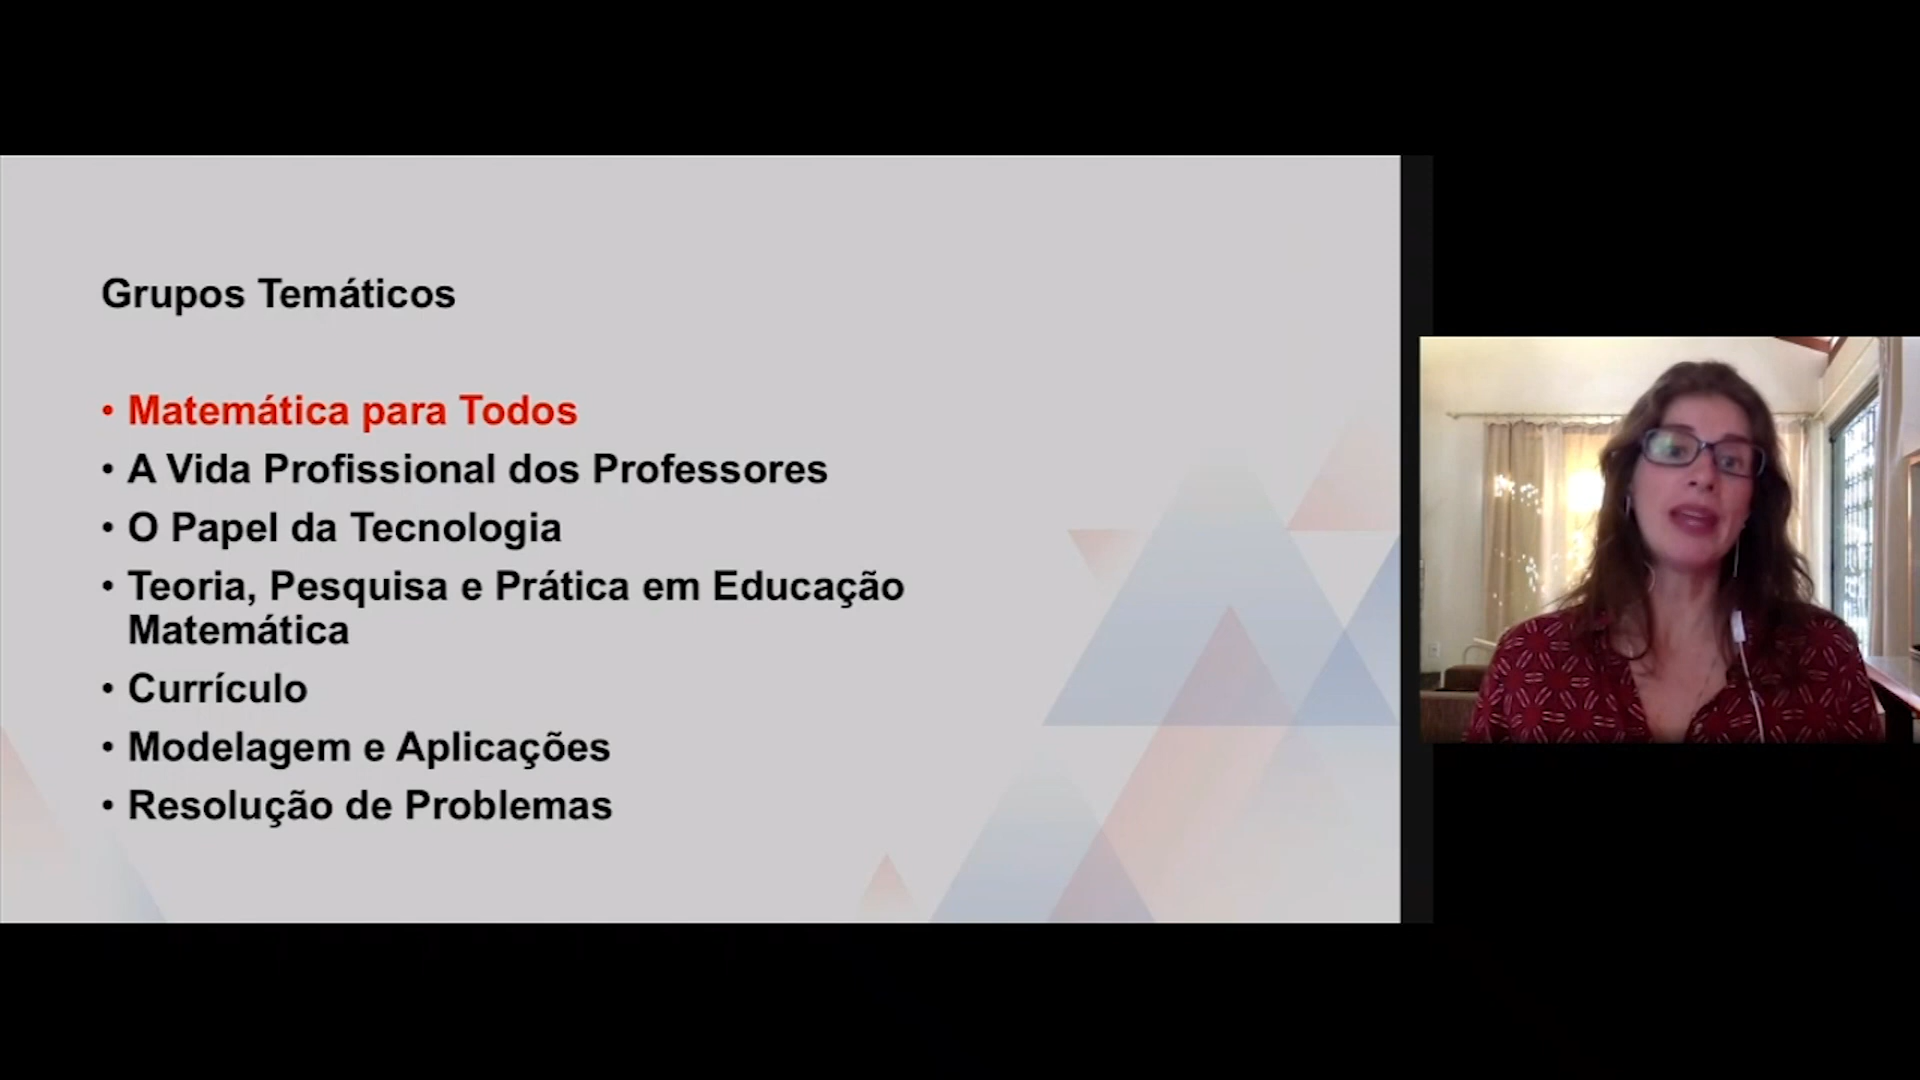 Grupos Temáticos
• Matemática para Todos
• A Vida Profissional dos Professores
• O Papel da Tecnologia
• Teoria, Pesquisa e Prática em Educação
Matemática
• Currículo
• Modelagem e Aplicações
• Resolução de Problemas